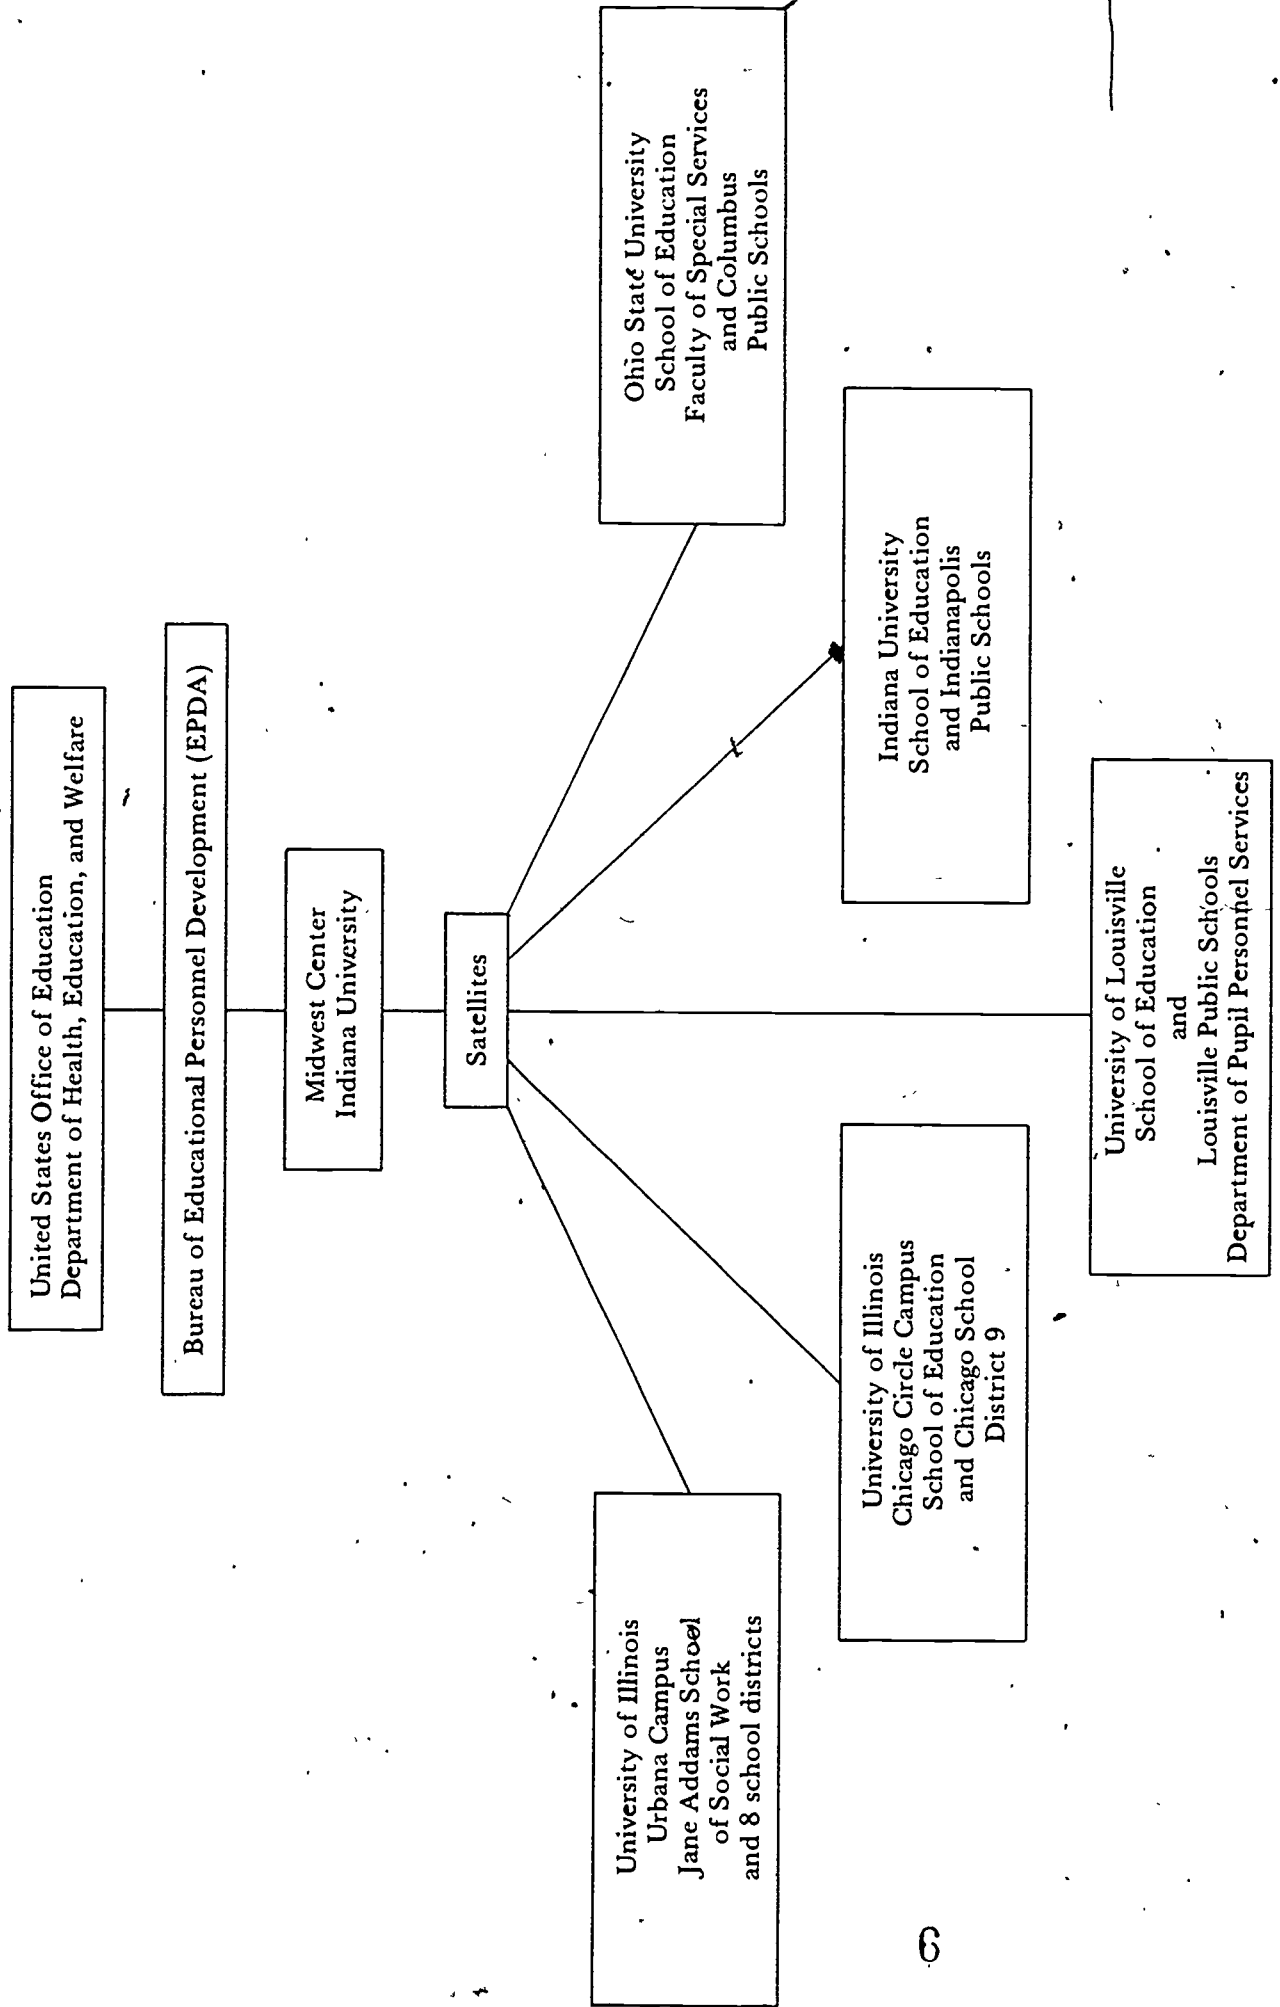 United States Office of Education
Department of Health, Education, and Welfare
Bureau of Educational Personnel Development (EPDA)
Midwest Center
Indiana University
Satellites
University of Illinois
Urbana Campus
Jane Addams School
of Social Work
and 8 school districts
University of Illinois
Chicago Circle Campus
School of Education
and Chicago School
District 9
University of Louisville
School of Education
and
Louisville Public Schools
Department of Pupil Personnel Services
Indiana University
School of Education
and Indianapolis
Public Schools
Ohio State University
School of Education
Faculty of Special Services
and Columbus
Public Schools
6